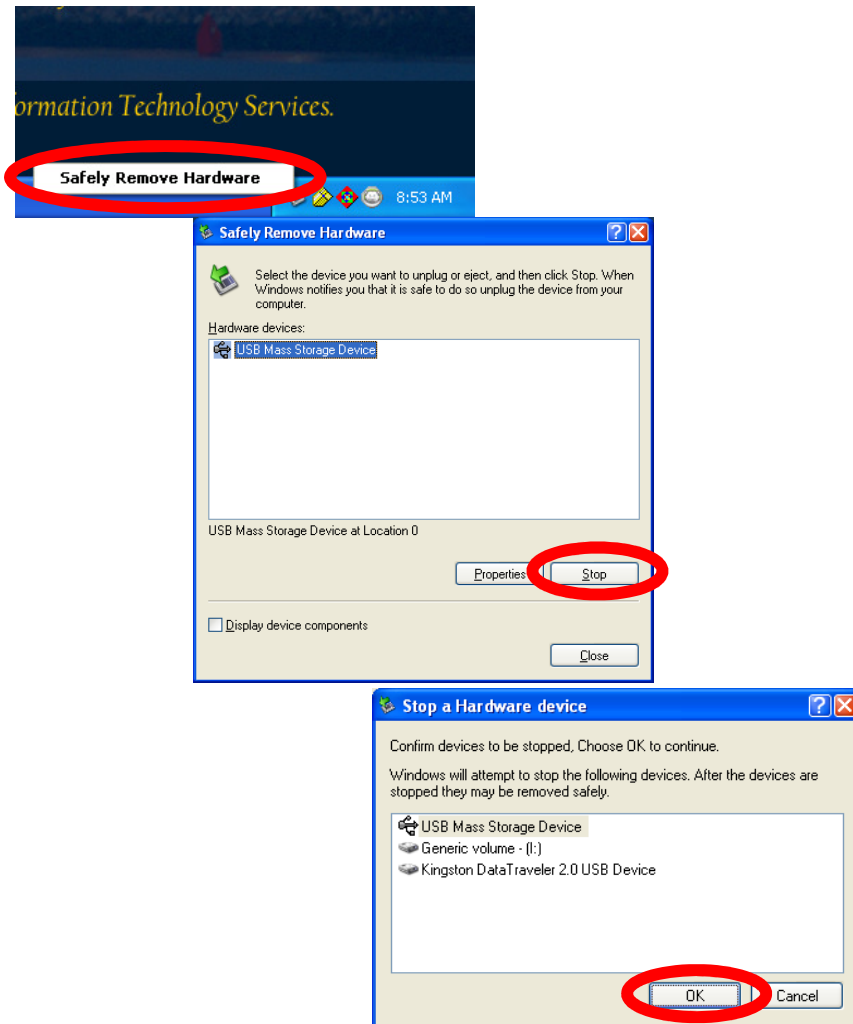 ormation Technology Services.
Safely Remove Hardware
8:53 AM
Safely Remove Hardware
Select the device you want to unplug or eject, and then click Stop. When
Windows notifies you that it is safe to do so unplug the device from your
computer.
Hardware devices:
USB Mass Storage Device
USB Mass Storage Device at Location 0
Properties Stop
Display device components
Close
Stop a Hardware device
Confirm devices to be stopped, Choose OK to continue.
Windows will attempt to stop the following devices. After the devices are
stopped they may be removed safely.
USB Mass Storage Device
Generic volume - (I:)
Kingston DataTraveler 2.0 USB Device
OK Cancel